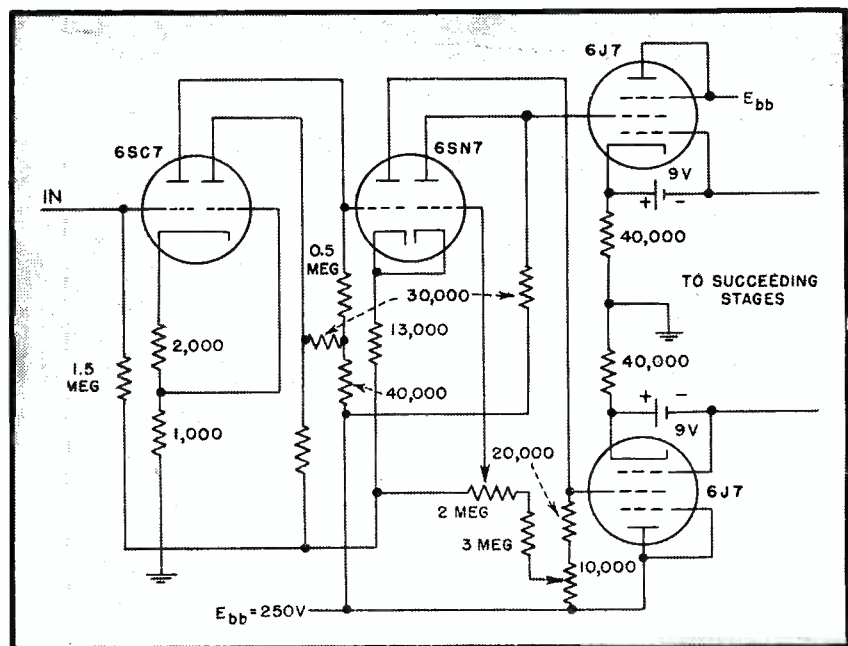 6J7
E_bb
6SC7
6SN7
IN
9V
+ -
0.5
MEG
40,000
30,000
TO SUCCEEDING
STAGES
2,000
13,000
1.5
MEG
40,000
40,000
1,000
+ -
9V
20,000
6J7
2 MEG
3 MEG
10,000
E_bb = 250V